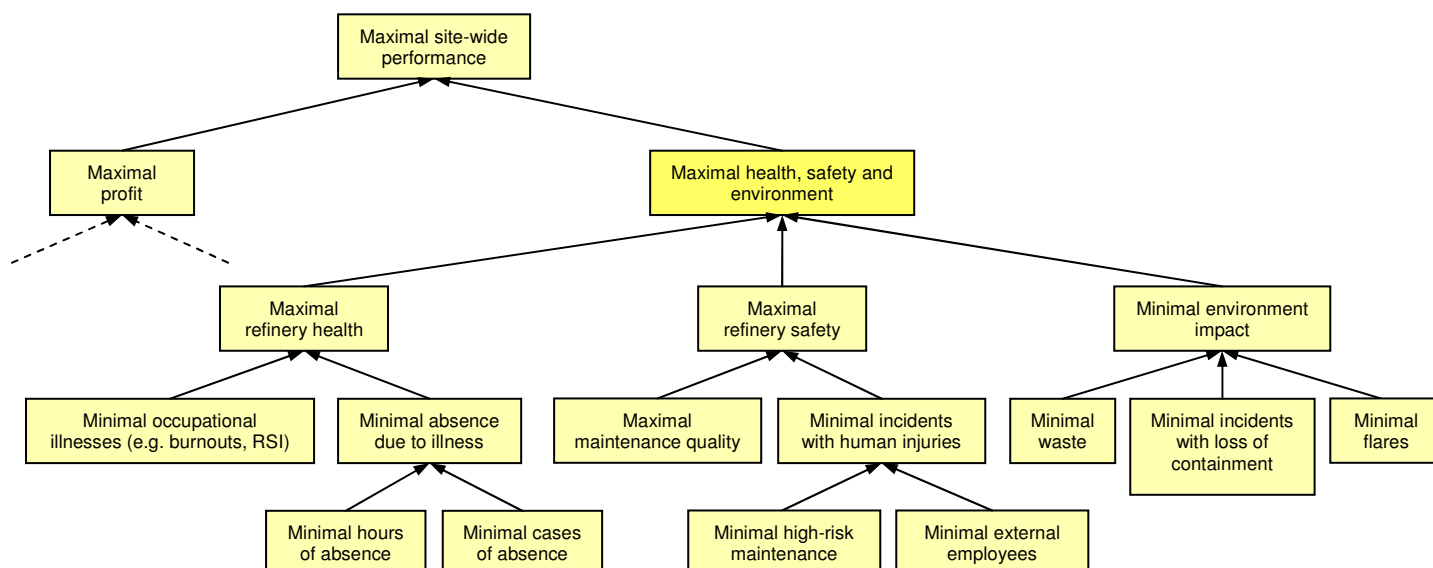 Maximal site-wide
performance
Maximal
profit
Maximal health, safety and
environment
Maximal
refinery health
Maximal
refinery safety
Minimal environment
impact
Minimal occupational
illnesses (e.g. burnouts, RSI)
Minimal absence
due to illness
Maximal
maintenance quality
Minimal incidents
with human injuries
Minimal
waste
Minimal incidents
with loss of
containment
Minimal
flares
Minimal hours
of absence
Minimal cases
of absence
Minimal high-risk
maintenance
Minimal external
employees